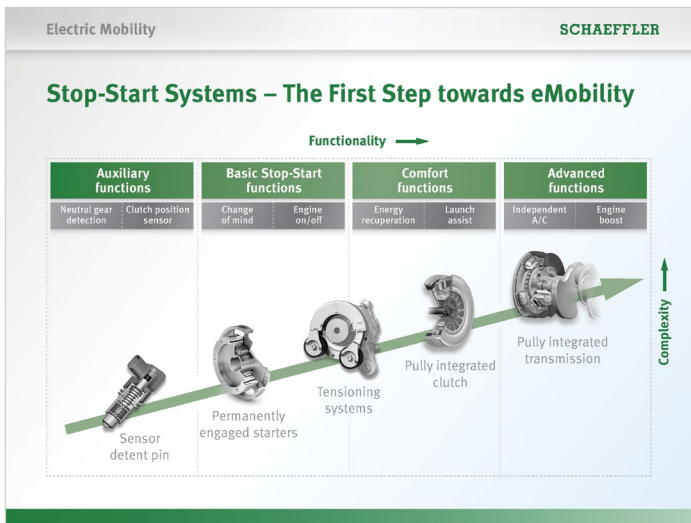 Electric Mobility
SCHAEFFLER
Stop-Start Systems – The First Step towards eMobility
Functionality
Auxiliary
functions
Basic Stop-Start
functions
Comfort
functions
Advanced
functions
Neutral gear
detection
Clutch position
sensor
Change
of mind
Engine
on/off
Energy
recuperation
Launch
assist
Independent
A/C
Engine
boost
Complexity
Pully integrated
transmission
Pully integrated
clutch
Tensioning
systems
Permanently
engaged starters
Sensor
detent pin